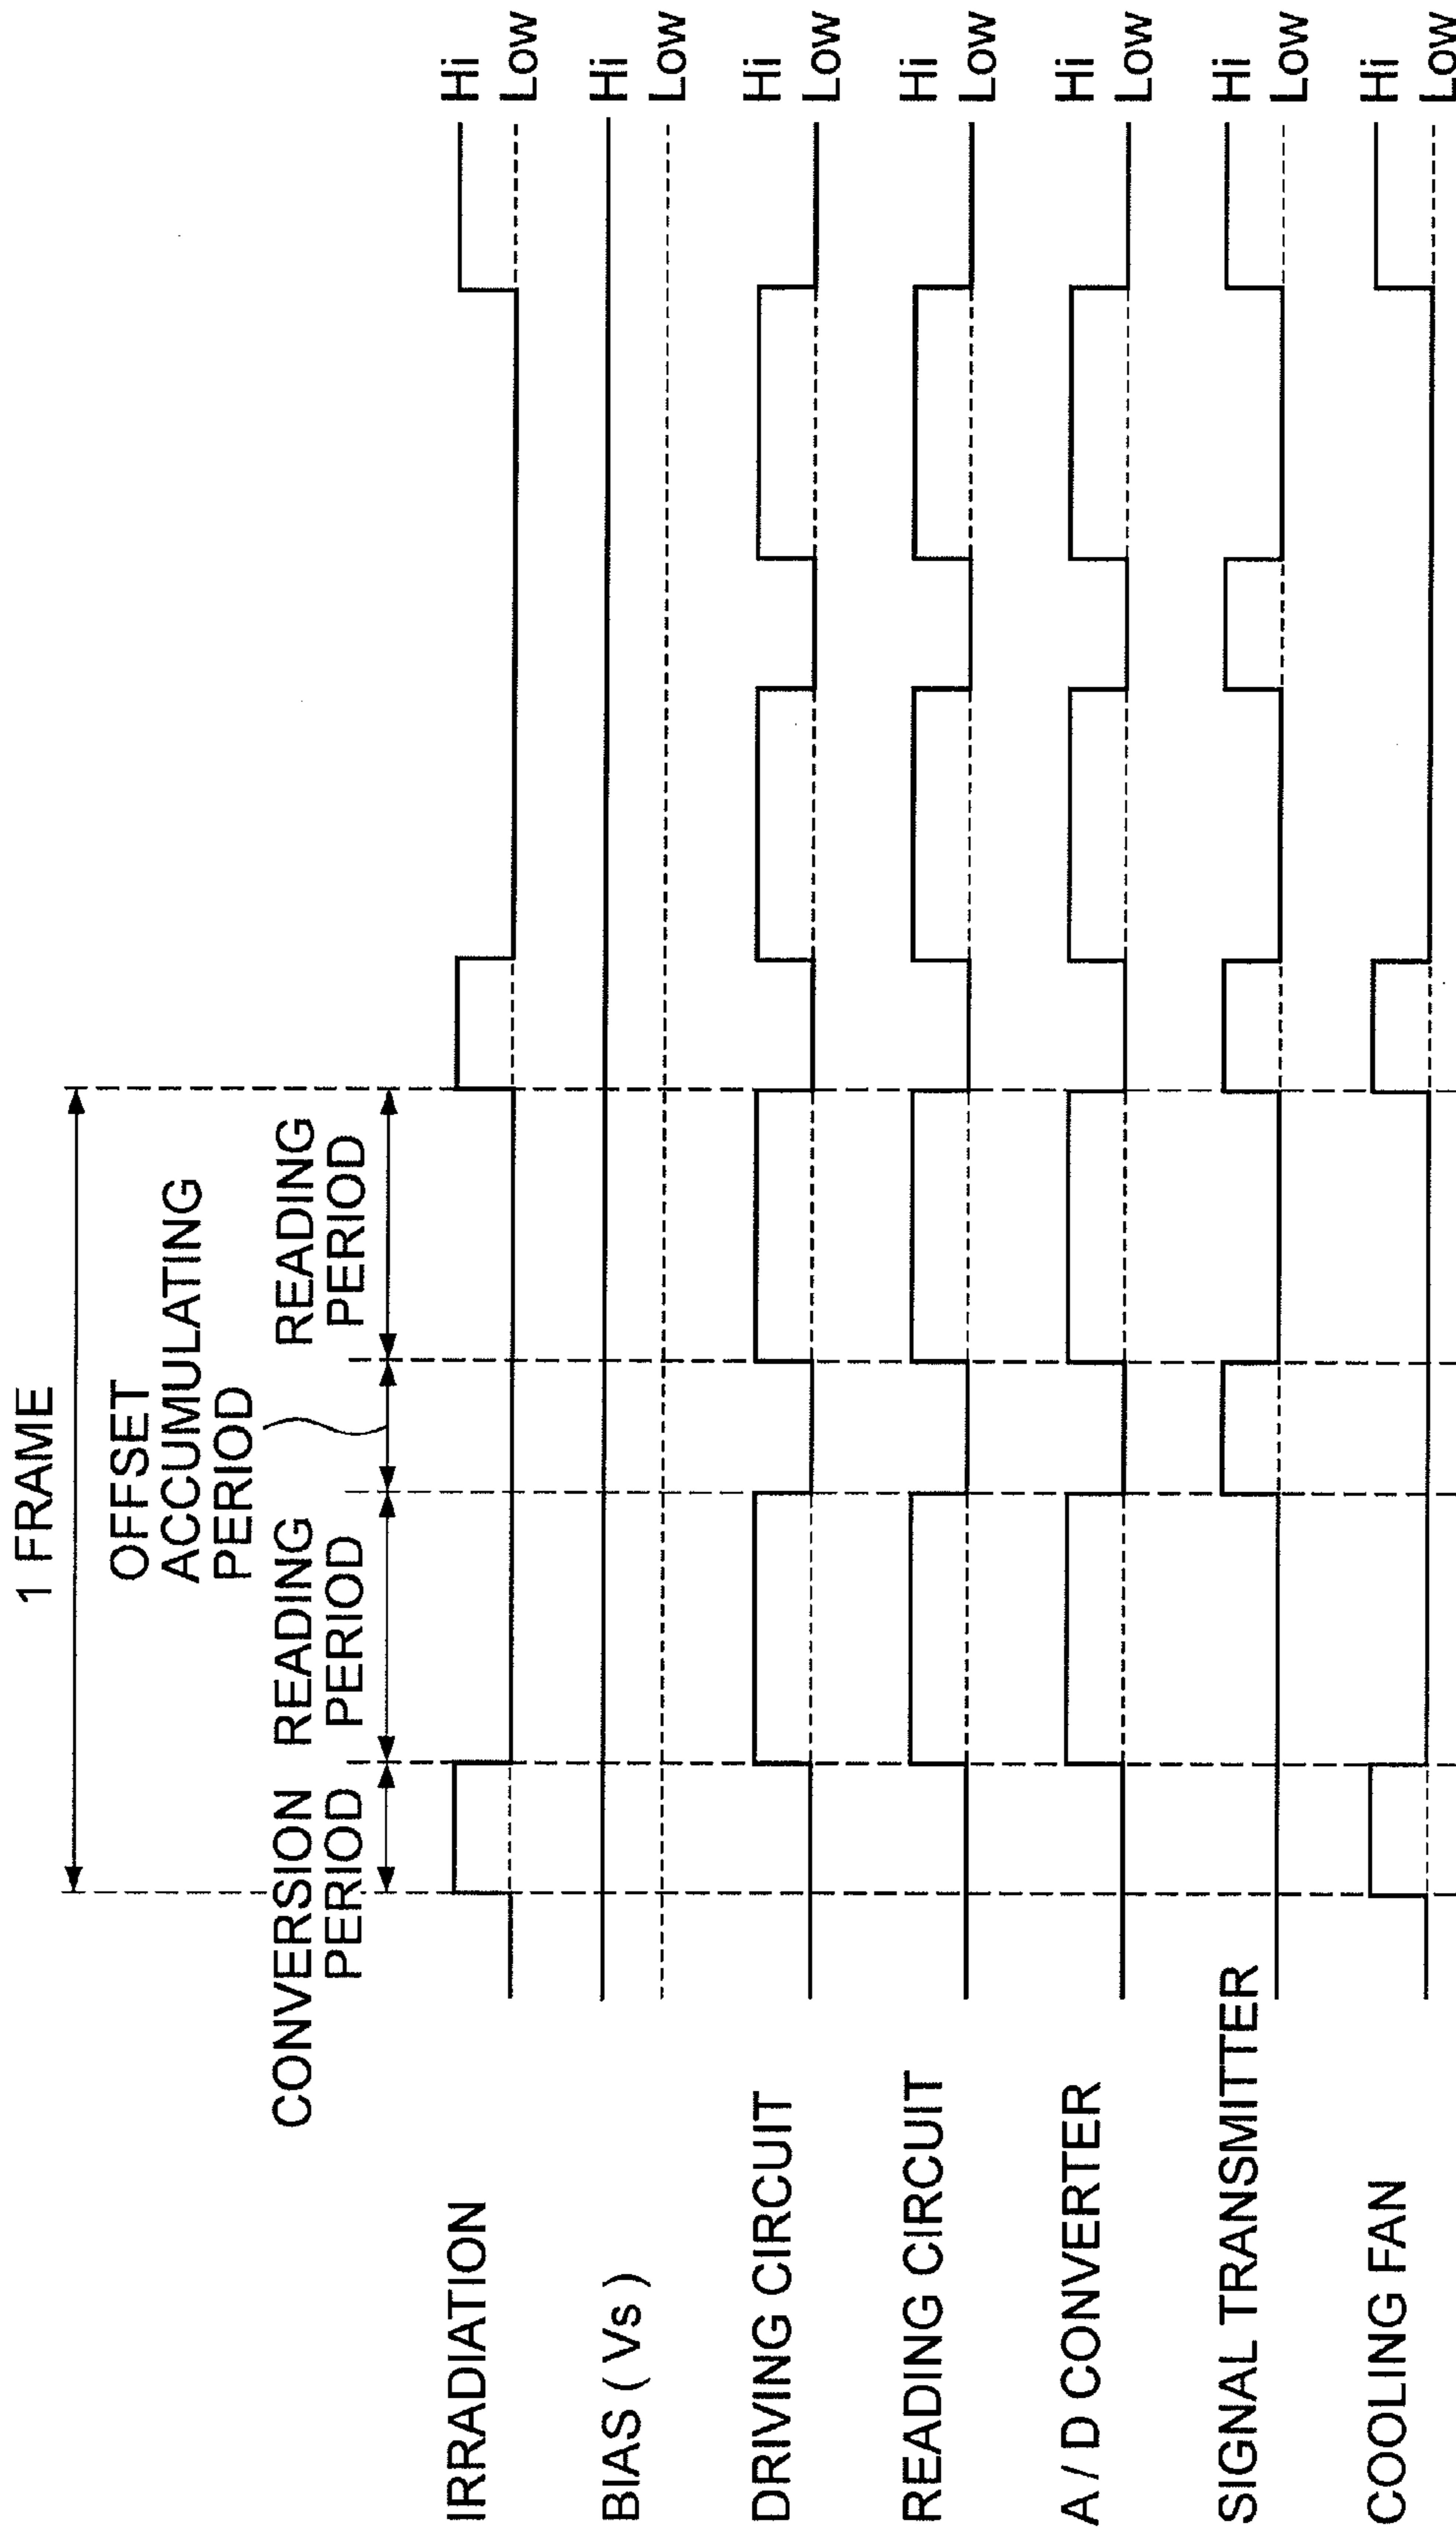 1 FRAME
OFFSET
ACCUMULATING
PERIOD
CONVERSION
PERIOD
READING
PERIOD
READING
PERIOD
IRRADIATION
Hi
Low
BIAS ( Vs )
Hi
Low
DRIVING CIRCUIT
Hi
Low
READING CIRCUIT
Hi
Low
A / D CONVERTER
Hi
Low
SIGNAL TRANSMITTER
Hi
Low
COOLING FAN
Hi
Low